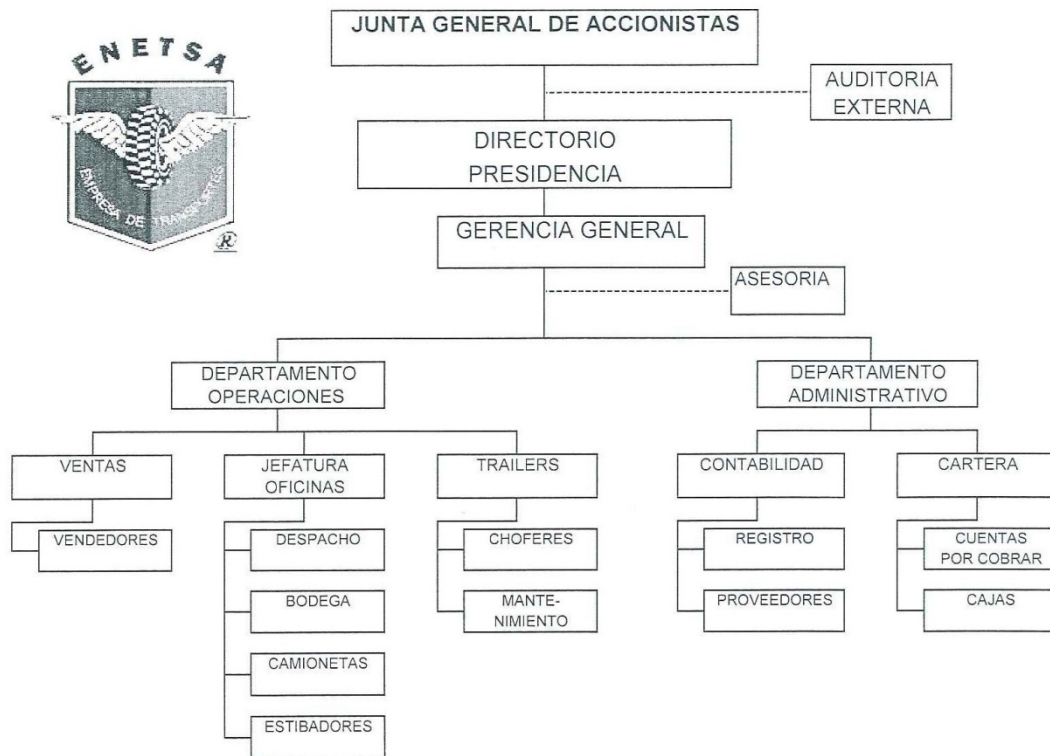 JUNTA GENERAL DE ACCIONISTAS
ENETSA
EMPRESA DE TRANSPORTES
®
AUDITORIA
EXTERNA
DIRECTORIO
PRESIDENCIA
GERENCIA GENERAL
ASESORIA
DEPARTAMENTO
OPERACIONES
DEPARTAMENTO
ADMINISTRATIVO
VENTAS
JEFATURA
OFICINAS
TRAILERS
CONTABILIDAD
CARTERA
VENDEDORES
DESPACHO
CHOFERES
REGISTRO
CUENTAS
POR COBRAR
BODEGA
MANTE-
NIMIENTO
PROVEEDORES
CAJAS
CAMIONETAS
ESTIBADORES